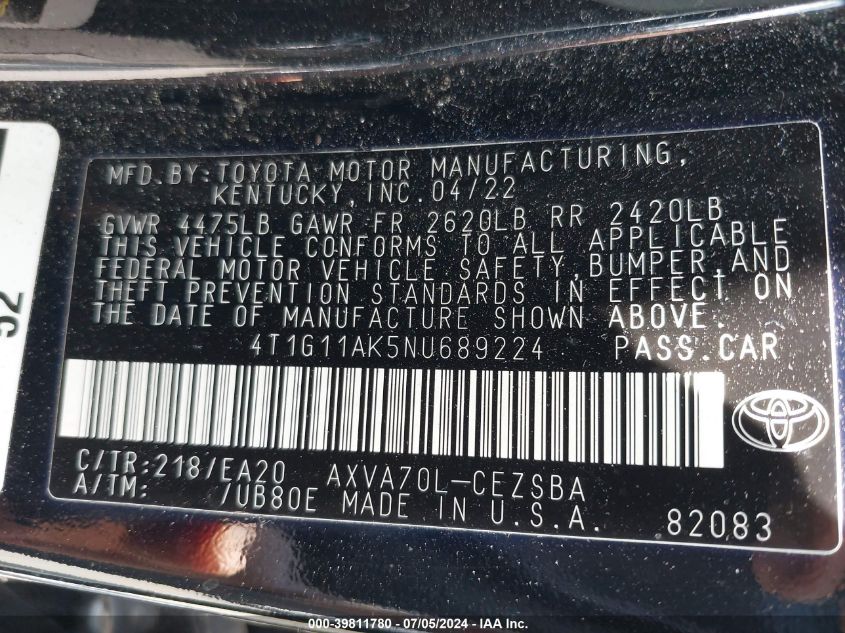 MFD.BY:TOYOTA MOTOR MANUFACTURING,
KENTUCKY,INC.04/22
GVWR 4475LB GAWR FR 2620LB RR 2420LB
THIS VEHICLE CONFORMS TO ALL APPLICABLE
FEDERAL MOTOR VEHICLE SAFETY,BUMPER,AND
THEFT PREVENTION STANDARDS IN EFFECT ON
THE DATE OF MANUFACTURE SHOWN ABOVE.
4T1G11AK5NU689224 PASS.CAR
C/TR:218/EA20 AXVA70L-CEZSBA
A/TM: /UB80E MADE IN U.S.A. 82083
000-39811780 - 07/05/2024 - IAA Inc.